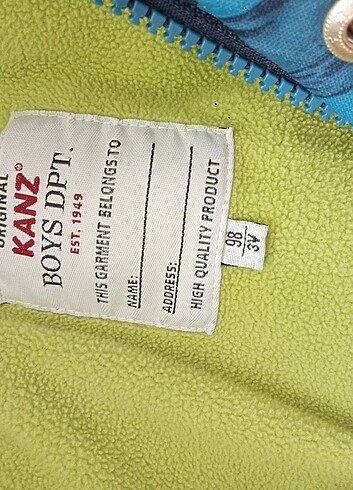 ORIGINAL
KANZ®
BOYS DPT.
EST. 1949
THIS GARMENT BELONGS TO
NAME:
ADDRESS:
HIGH QUALITY PRODUCT
98
3Y